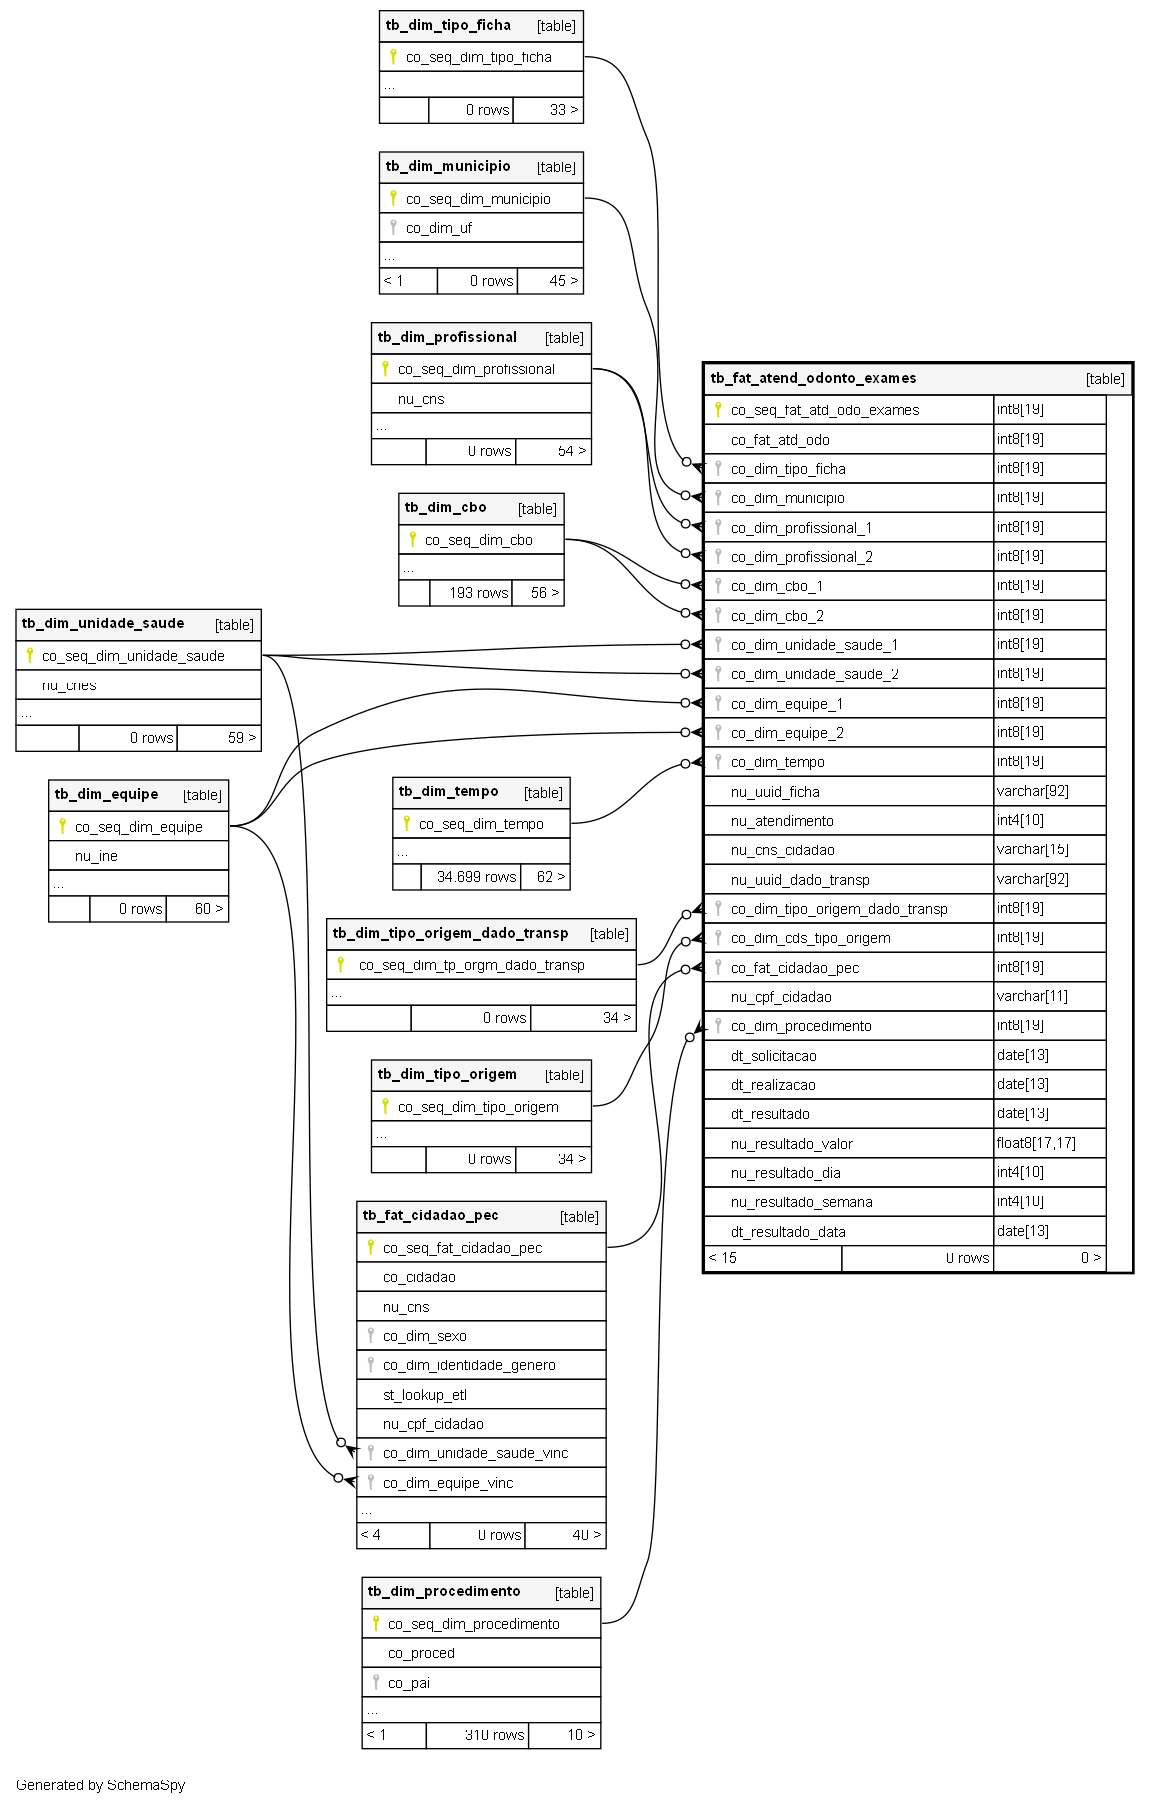 tb_dim_tipo_ficha [table]
co_seq_dim_tipo_ficha
...
0 rows 33 >
tb_dim_municipio [table]
co_seq_dim_municipio
co_dim_uf
...
< 1 0 rows 45 >
tb_dim_profissional [table]
co_seq_dim_profissional
nu_cns
...
0 rows 54 >
tb_dim_cbo [table]
co_seq_dim_cbo
...
193 rows 56 >
tb_dim_unidade_saude [table]
co_seq_dim_unidade_saude
nu_cnes
...
0 rows 59 >
tb_dim_equipe [table]
co_seq_dim_equipe
nu_ine
...
0 rows 60 >
tb_dim_tempo [table]
co_seq_dim_tempo
...
34.699 rows 62 >
tb_dim_tipo_origem_dado_transp [table]
co_seq_dim_tp_orgm_dado_transp
...
0 rows 34 >
tb_dim_tipo_origem [table]
co_seq_dim_tipo_origem
...
0 rows 34 >
tb_fat_cidadao_pec [table]
co_seq_fat_cidadao_pec
co_cidadao
nu_cns
co_dim_sexo
co_dim_identidade_genero
st_lookup_etl
nu_cpf_cidadao
co_dim_unidade_saude_vinc
co_dim_equipe_vinc
...
< 4 0 rows 40 >
tb_dim_procedimento [table]
co_seq_dim_procedimento
co_proced
co_pai
...
< 1 310 rows 10 >
tb_fat_atend_odonto_exames [table]
co_seq_fat_atd_odo_exames int8[19]
co_fat_atd_odo int8[19]
co_dim_tipo_ficha int8[19]
co_dim_municipio int8[19]
co_dim_profissional_1 int8[19]
co_dim_profissional_2 int8[19]
co_dim_cbo_1 int8[19]
co_dim_cbo_2 int8[19]
co_dim_unidade_saude_1 int8[19]
co_dim_unidade_saude_2 int8[19]
co_dim_equipe_1 int8[19]
co_dim_equipe_2 int8[19]
co_dim_tempo int8[19]
nu_uuid_ficha varchar[92]
nu_atendimento int4[10]
nu_cns_cidadao varchar[15]
nu_uuid_dado_transp varchar[92]
co_dim_tipo_origem_dado_transp int8[19]
co_dim_cds_tipo_origem int8[19]
co_fat_cidadao_pec int8[19]
nu_cpf_cidadao varchar[11]
co_dim_procedimento int8[19]
dt_solicitacao date[13]
dt_realizacao date[13]
dt_resultado date[13]
nu_resultado_valor float8[17,17]
nu_resultado_dia int4[10]
nu_resultado_semana int4[10]
dt_resultado_data date[13]
< 15 0 rows 0 >
Generated by SchemaSpy